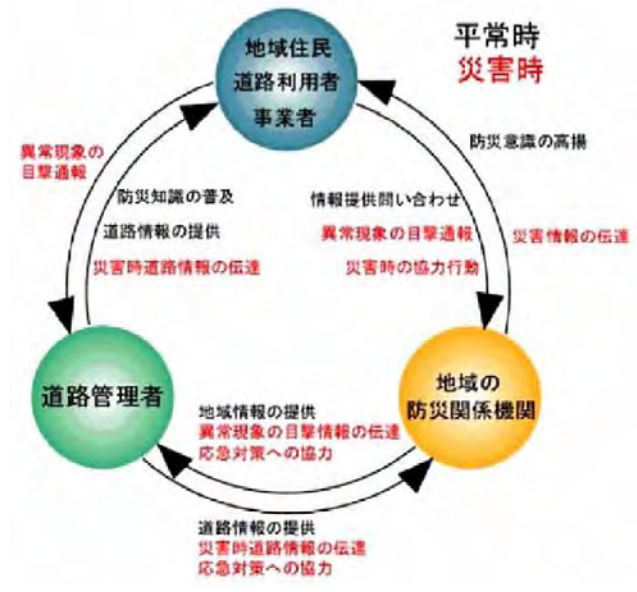 平常時
災害時
地域住民
道路利用者
事業者
異常現象の
目撃通報
防災知識の普及
道路情報の提供
災害時道路情報の伝達
防災意識の高揚
情報提供問い合わせ
異常現象の目撃通報
災害時の協力行動
災害情報の伝達
道路管理者
地域の
防災関係機関
地域情報の提供
異常現象の目撃情報の伝達
応急対策への協力
道路情報の提供
災害時道路情報の伝達
応急対策への協力